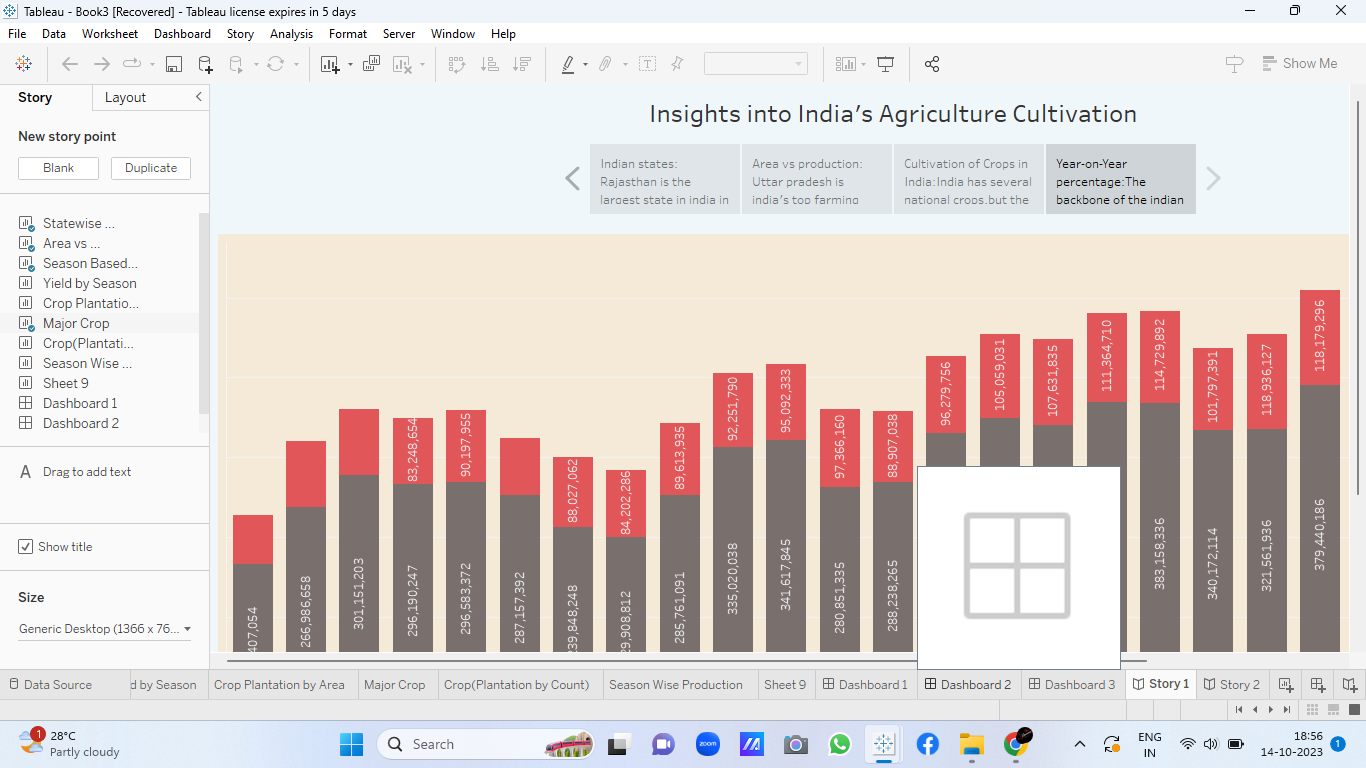 Tableau - Book3 [Recovered] - Tableau license expires in 5 days
File Data Worksheet Dashboard Story Analysis Format Server Window Help
Show Me
Story Layout
New story point
Blank Duplicate
Statewise ...
Area vs ...
Season Based...
Yield by Season
Crop Plantatio...
Major Crop
Crop(Plantati...
Season Wise ...
Sheet 9
Dashboard 1
Dashboard 2
A Drag to add text
Show title
Size
Generic Desktop (1366 x 76...
Insights into India's Agriculture Cultivation
Indian states:
Rajasthan is the
largest state in india in
Area vs production:
Uttar pradesh is
india's top farming
Cultivation of Crops in
India:India has several
national crops,but the
Year-on-Year
percentage:The
backbone of the indian
407,054
266,986,658
301,151,203
83,248,654
296,190,247
90,197,955
296,583,372
287,157,392
88,027,062
39,848,248
84,202,286
29,908,812
89,613,935
285,761,091
92,251,790
335,020,038
95,092,333
341,617,845
97,366,160
280,851,335
88,907,038
288,238,265
96,279,756
105,059,031
107,631,835
111,364,710
114,729,892
383,158,336
101,797,391
340,172,114
118,936,127
321,561,936
118,179,296
379,440,186
Data Source d by Season Crop Plantation by Area Major Crop Crop(Plantation by Count) Season Wise Production Sheet 9 Dashboard 1 Dashboard 2 Dashboard 3 Story 1 Story 2
1
28°C
Partly cloudy
Search
zoom
ENG
IN
18:56
14-10-2023
1